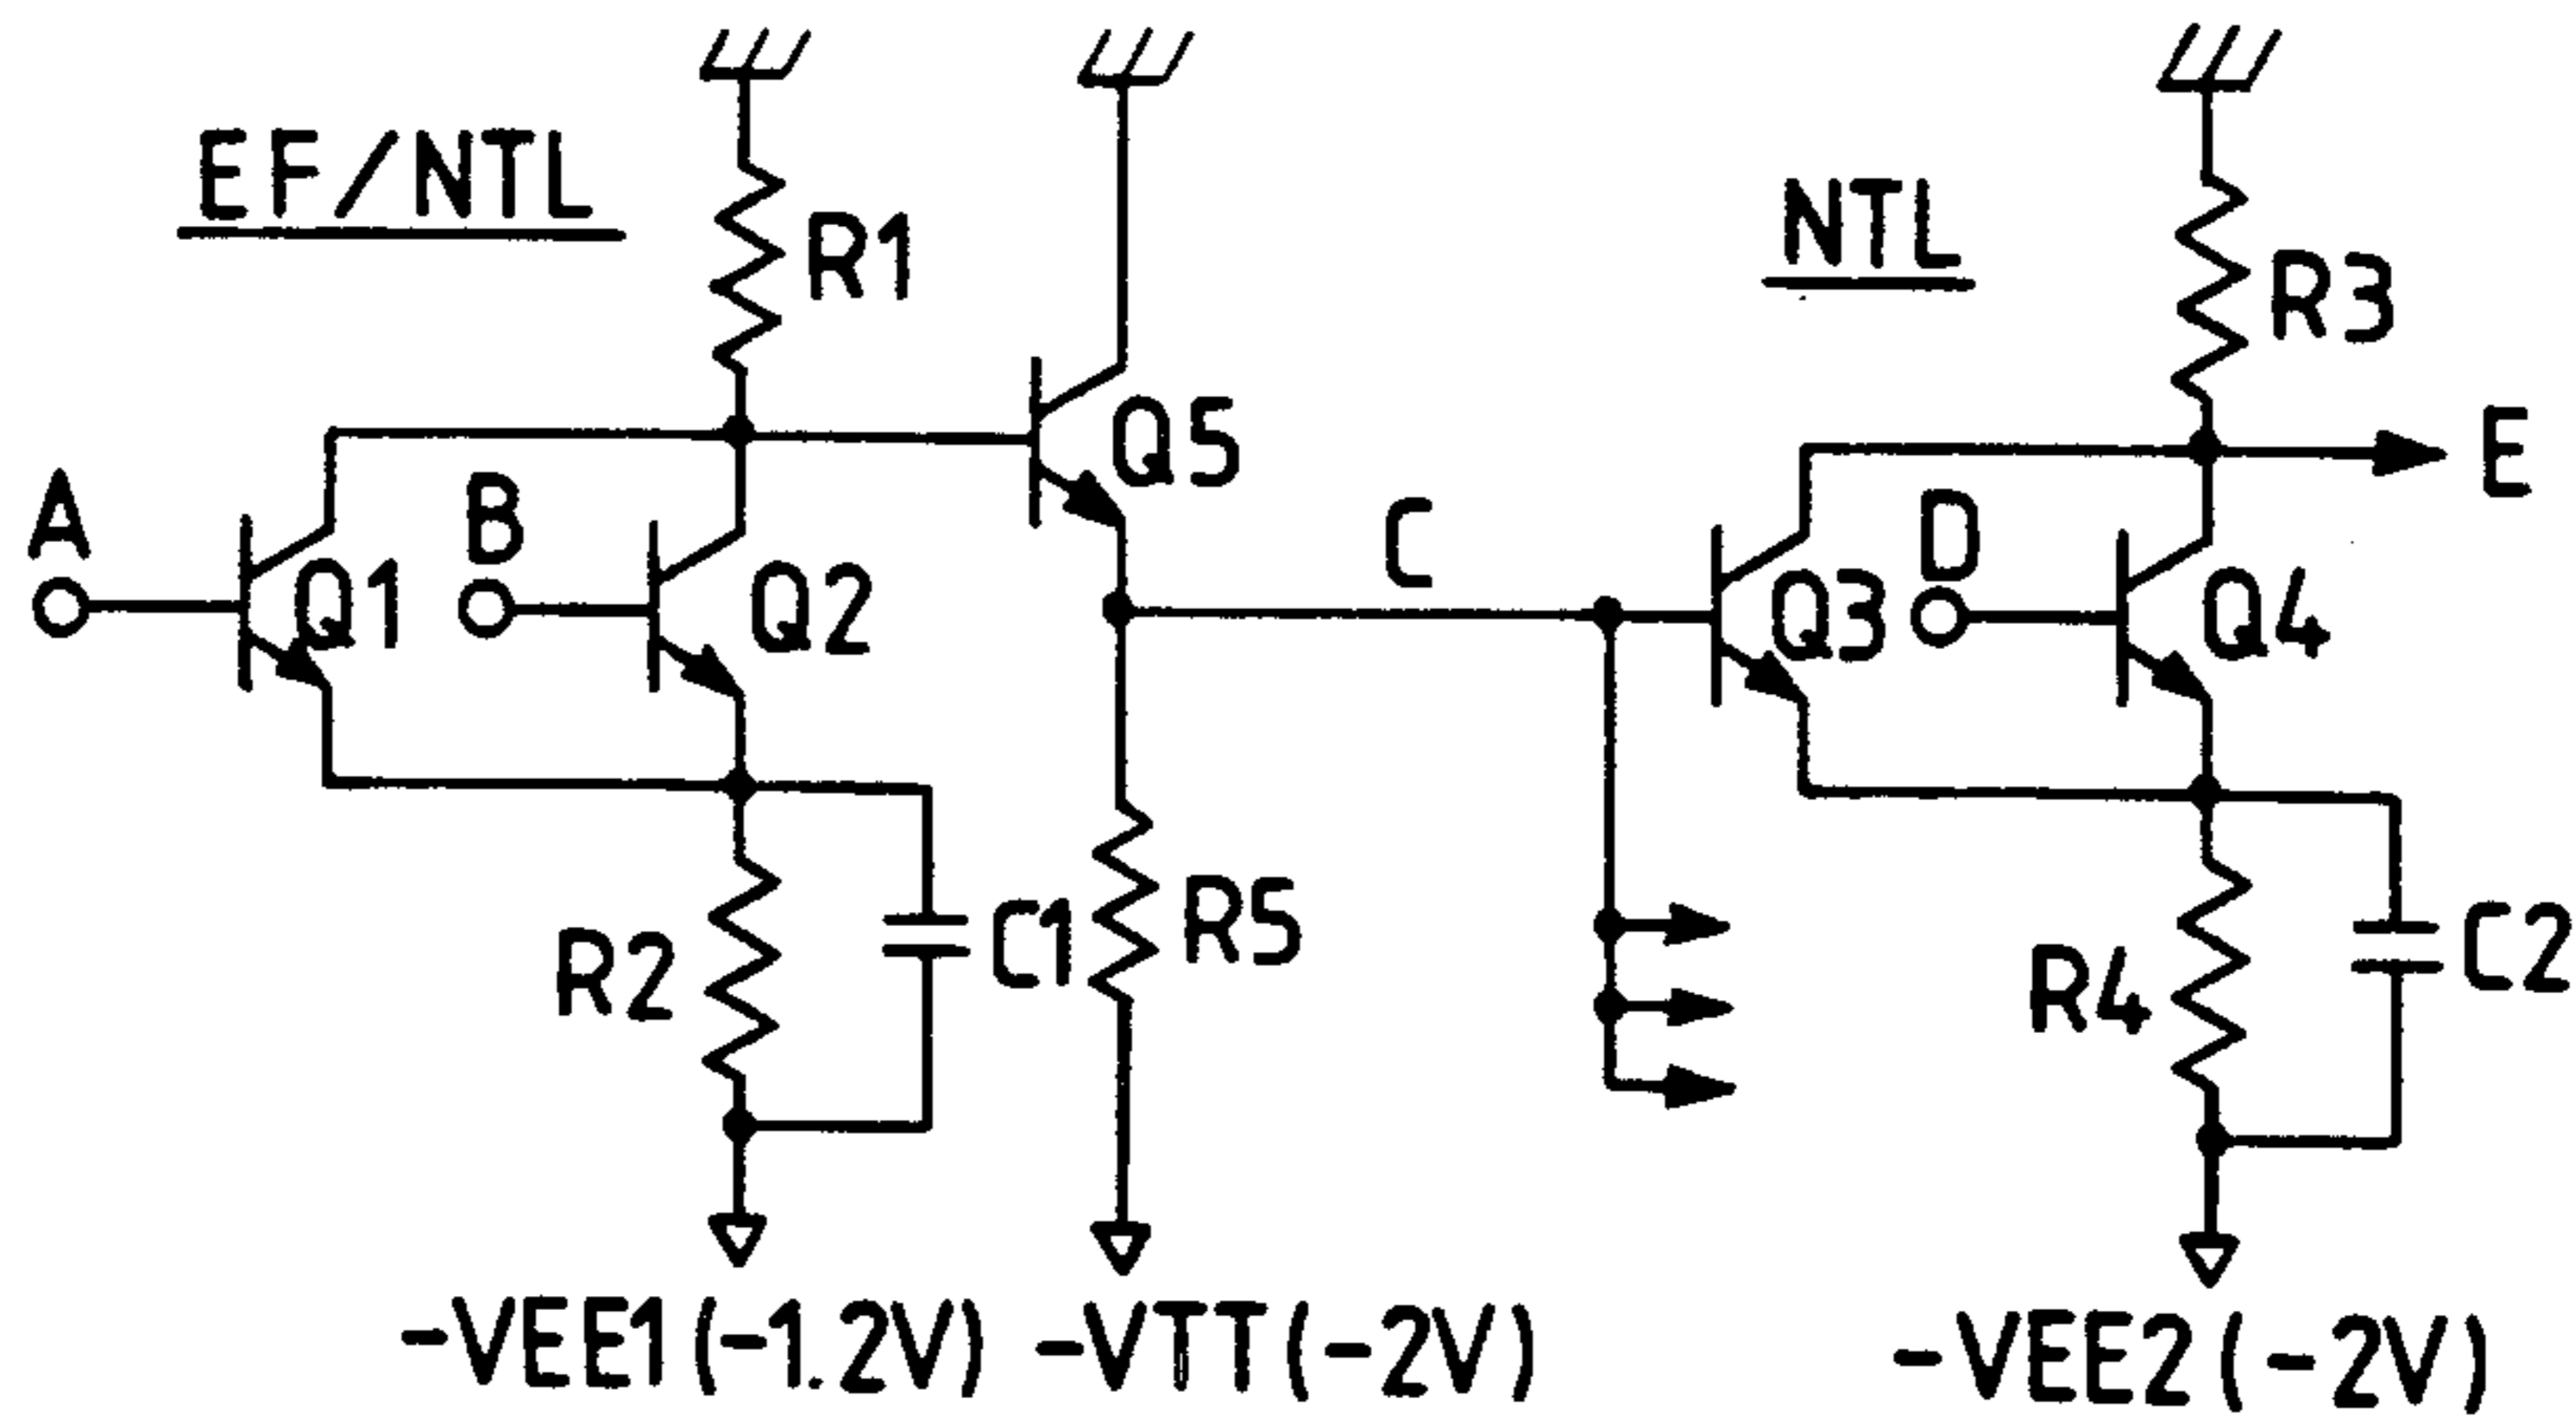 EF/NTL
NTL
R1
R3
Q5
E
A
B
C
D
Q1
Q2
Q3
Q4
R2
C1
R5
R4
C2
-VEE1(-1.2V)
-VTT(-2V)
-VEE2(-2V)